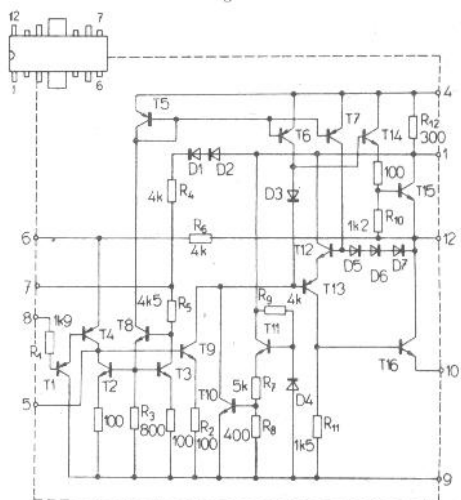 12 7
1 6
4
T5
T6 T7 T14 R12
300
1
D1 D2
R4
4k
D3
100
T15
R10
1k2
6 R6 12
4k
T12
D5 D6 D7
7
4k5 R5 4k T13
8 R9
1k9 T8 T9 T11
R1 T4 T16
T1 T2 T3 T10 5k R7 D4 10
5
100 R3 R2 400 R8 R11
800 100 100 1k5
9